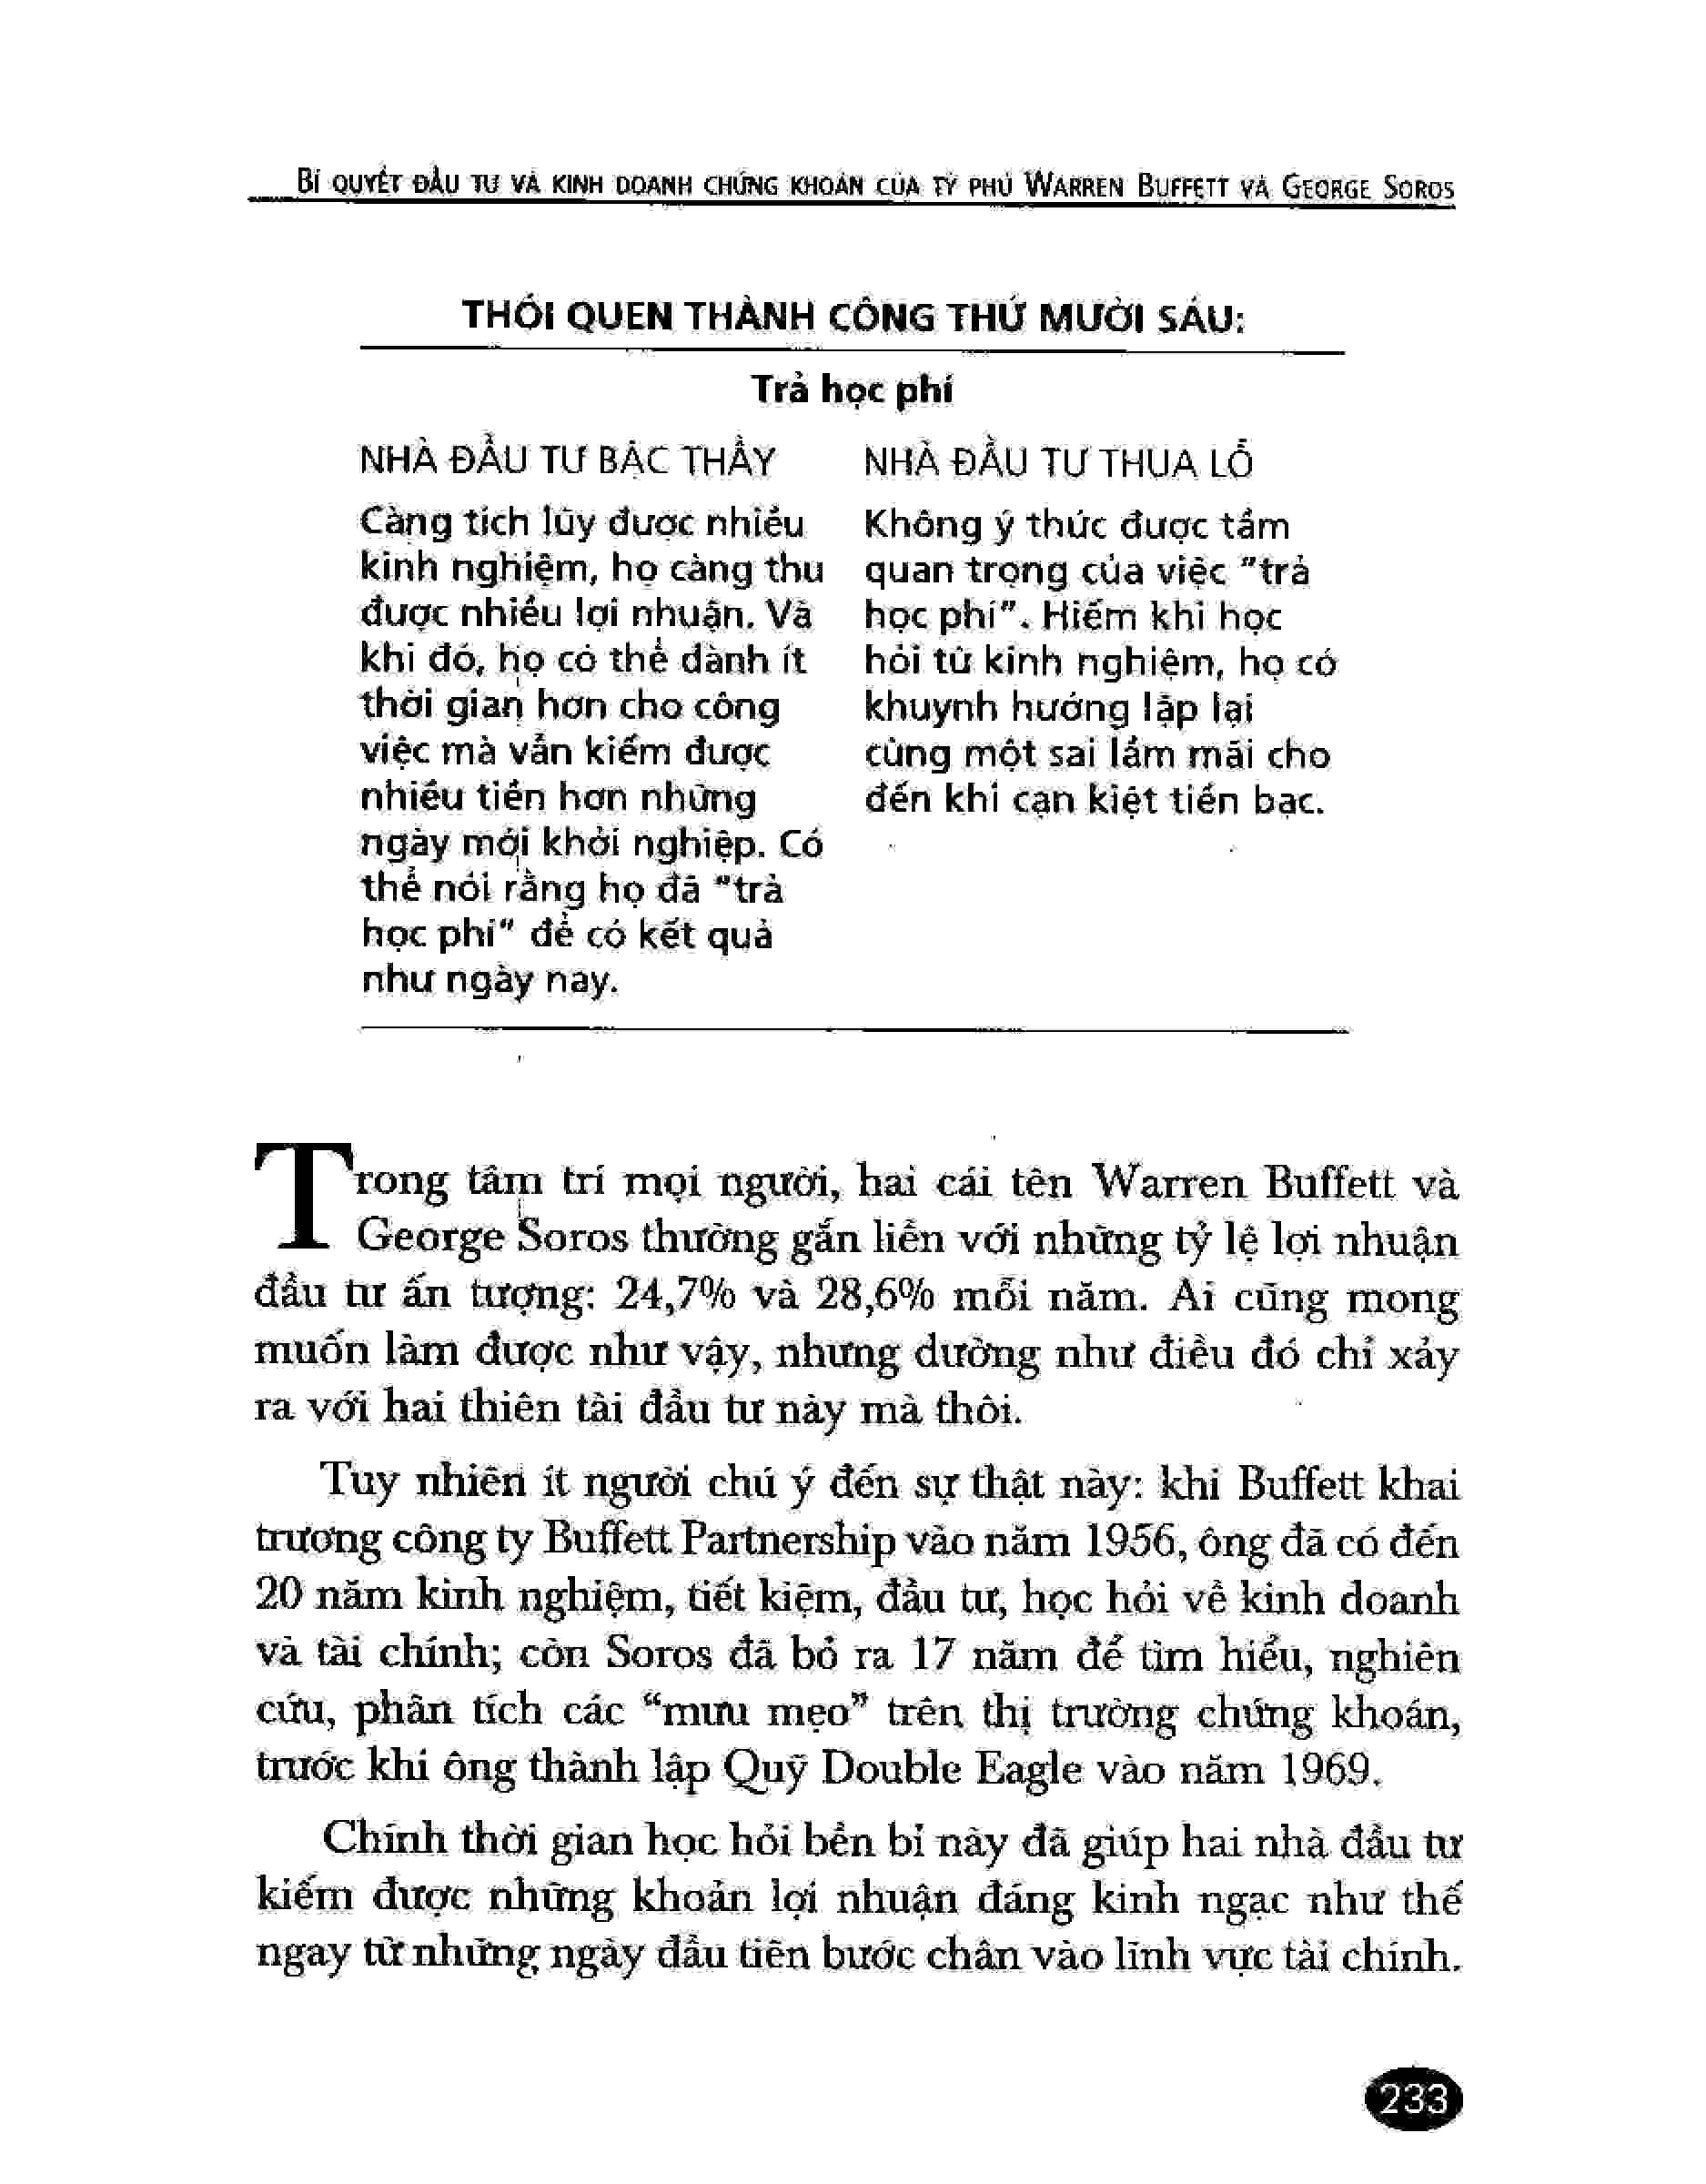 BÍ QUYẾT ĐẦU TƯ VÀ KINH DOANH CHỨNG KHOÁN CỦA TỶ PHÚ WARREN BUFFETT VÀ GEORGE SOROS
THÓI QUEN THÀNH CÔNG THỨ MƯỜI SÁU:
Trả học phí
NHÀ ĐẦU TƯ BẬC THẦY
Càng tích lũy được nhiều
kinh nghiệm, họ càng thu
được nhiều lợi nhuận. Và
khi đó, họ có thể dành ít
thời gian hơn cho công
việc mà vẫn kiếm được
nhiều tiền hơn những
ngày mới khởi nghiệp. Có
thể nói rằng họ đã "trả
học phí" để có kết quả
như ngày nay.
NHÀ ĐẦU TƯ THUA LỖ
Không ý thức được tầm
quan trọng của việc "trả
học phí". Hiếm khi học
hỏi từ kinh nghiệm, họ có
khuynh hướng lặp lại
cùng một sai lầm mãi cho
đến khi cạn kiệt tiền bạc.
Trong tâm trí mọi người, hai cái tên Warren Buffett và
George Soros thường gắn liền với những tỷ lệ lợi nhuận
đầu tư ấn tượng: 24,7% và 28,6% mỗi năm. Ai cũng mong
muốn làm được như vậy, nhưng dường như điều đó chỉ xảy
ra với hai thiên tài đầu tư này mà thôi.
Tuy nhiên ít người chú ý đến sự thật này: khi Buffett khai
trương công ty Buffett Partnership vào năm 1956, ông đã có đến
20 năm kinh nghiệm, tiết kiệm, đầu tư, học hỏi về kinh doanh
và tài chính; còn Soros đã bỏ ra 17 năm để tìm hiểu, nghiên
cứu, phân tích các “mưu mẹo” trên thị trường chứng khoán,
trước khi ông thành lập Quỹ Double Eagle vào năm 1969.
Chính thời gian học hỏi bền bỉ này đã giúp hai nhà đầu tư
kiếm được những khoản lợi nhuận đáng kinh ngạc như thế
ngay từ những ngày đầu tiên bước chân vào lĩnh vực tài chính.
233